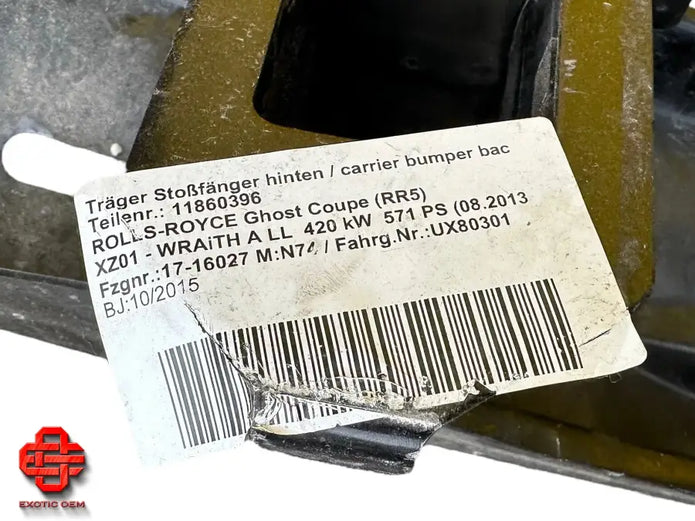 Träger Stoßfänger hinten / carrier bumper bac
Teilenr.: 11860396
ROLLS-ROYCE Ghost Coupe (RR5)
XZ01 - WRAiTH A LL 420 kW 571 PS (08.2013
Fzgnr.:17-16027 M:N74 / Fahrg.Nr.:UX80301
BJ:10/2015
EXOTIC OEM